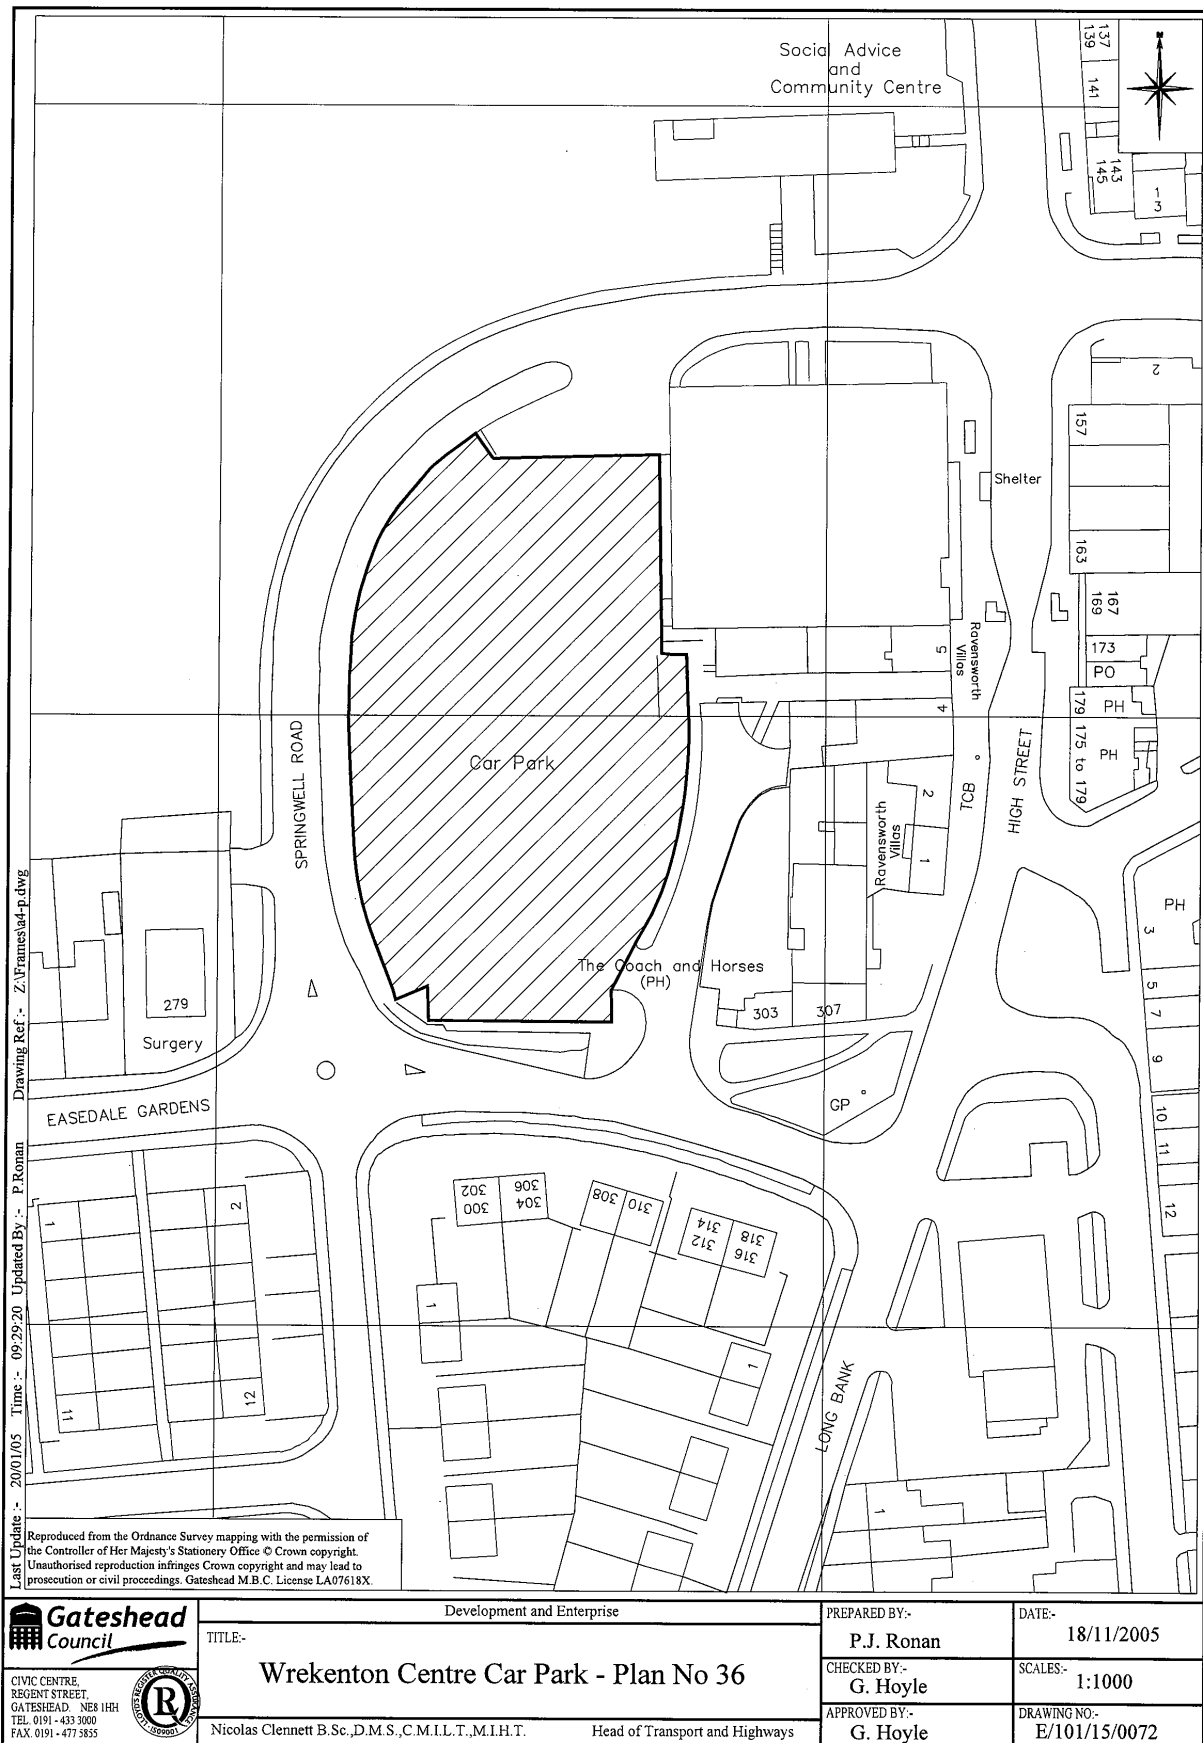 Social Advice
and
Community Centre
137
139
141
143
145
1
3
2
157
Shelter
163
167
169
173
PO
PH
179
175 to 179
PH
5
Ravensworth
Villas
4
TCB
HIGH STREET
2
1
Ravensworth
Villas
SPRINGWELL ROAD
Car Park
The Coach and Horses
(PH)
303
307
GP
279
Surgery
EASEDALE GARDENS
PH
3
5
7
9
10
11
12
1
2
11
12
302
300
306
304
308
310
314
312
318
316
1
1
LONG BANK
1
Last Update :- 20/01/05 Time :- 09:29:20 Updated By :- P.Ronan Drawing Ref :- Z:\Frames\a4-p.dwg
Reproduced from the Ordnance Survey mapping with the permission of
the Controller of Her Majesty's Stationery Office © Crown copyright.
Unauthorised reproduction infringes Crown copyright and may lead to
prosecution or civil proceedings. Gateshead M.B.C. License LA07618X.
Gateshead
Council
CIVIC CENTRE,
REGENT STREET,
GATESHEAD. NE8 1HH
TEL. 0191 - 433 3000
FAX. 0191 - 477 5855
LLOYD'S REGISTER QUALITY ASSURANCE
R
ISO9001
Development and Enterprise
TITLE:-
Wrekenton Centre Car Park - Plan No 36
Nicolas Clennett B.Sc.,D.M.S.,C.M.I.L.T.,M.I.H.T. Head of Transport and Highways
PREPARED BY:-
P.J. Ronan
DATE:-
18/11/2005
CHECKED BY:-
G. Hoyle
SCALES:-
1:1000
APPROVED BY:-
G. Hoyle
DRAWING NO:-
E/101/15/0072